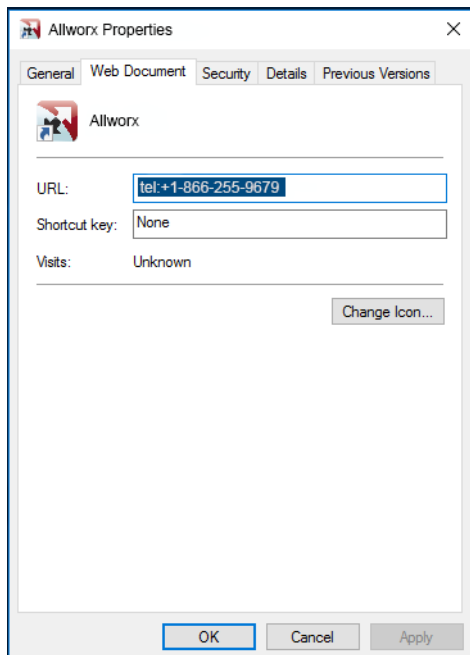 Allworx Properties
General Web Document Security Details Previous Versions
Allworx
URL: tel:+1-866-255-9679
Shortcut key: None
Visits: Unknown
Change Icon...
OK Cancel Apply